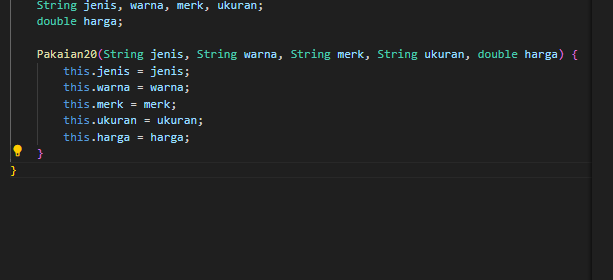 String jenis, warna, merk, ukuran;
double harga;
Pakaian20(String jenis, String warna, String merk, String ukuran, double harga) {
this.jenis = jenis;
this.warna = warna;
this.merk = merk;
this.ukuran = ukuran;
this.harga = harga;
}
}